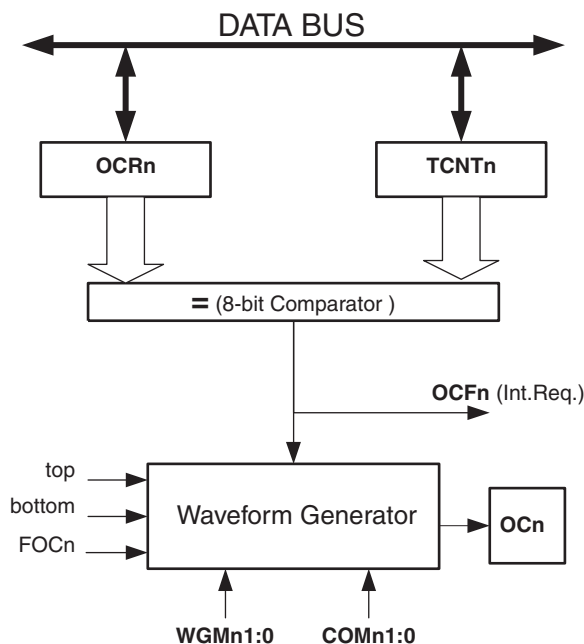 DATA BUS
OCRn
TCNTn
= (8-bit Comparator )
OCFn (Int.Req.)
top
bottom
FOCn
Waveform Generator
OCn
WGMn1:0
COMn1:0